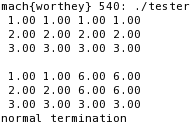 mach{worthey} 540: ./tester
1.00 1.00 1.00 1.00
2.00 2.00 2.00 2.00
3.00 3.00 3.00 3.00

1.00 1.00 6.00 6.00
2.00 2.00 6.00 6.00
3.00 3.00 3.00 3.00
normal termination